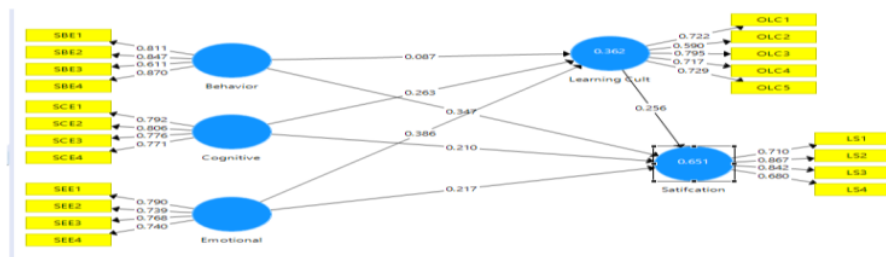 SBE1
SBE2
SBE3
SBE4
0.811
0.847
0.611
0.870
Behavior
SCE1
SCE2
SCE3
SCE4
0.792
0.806
0.776
0.771
Cognitive
SEE1
SEE2
SEE3
SEE4
0.790
0.739
0.768
0.740
Emotional
0.087
0.263
0.347
0.386
0.210
0.217
0.362
Learning Cult
0.256
0.722
0.590
0.795
0.717
0.729
OLC1
OLC2
OLC3
OLC4
OLC5
0.651
Satifcation
0.710
0.867
0.842
0.680
LS1
LS2
LS3
LS4